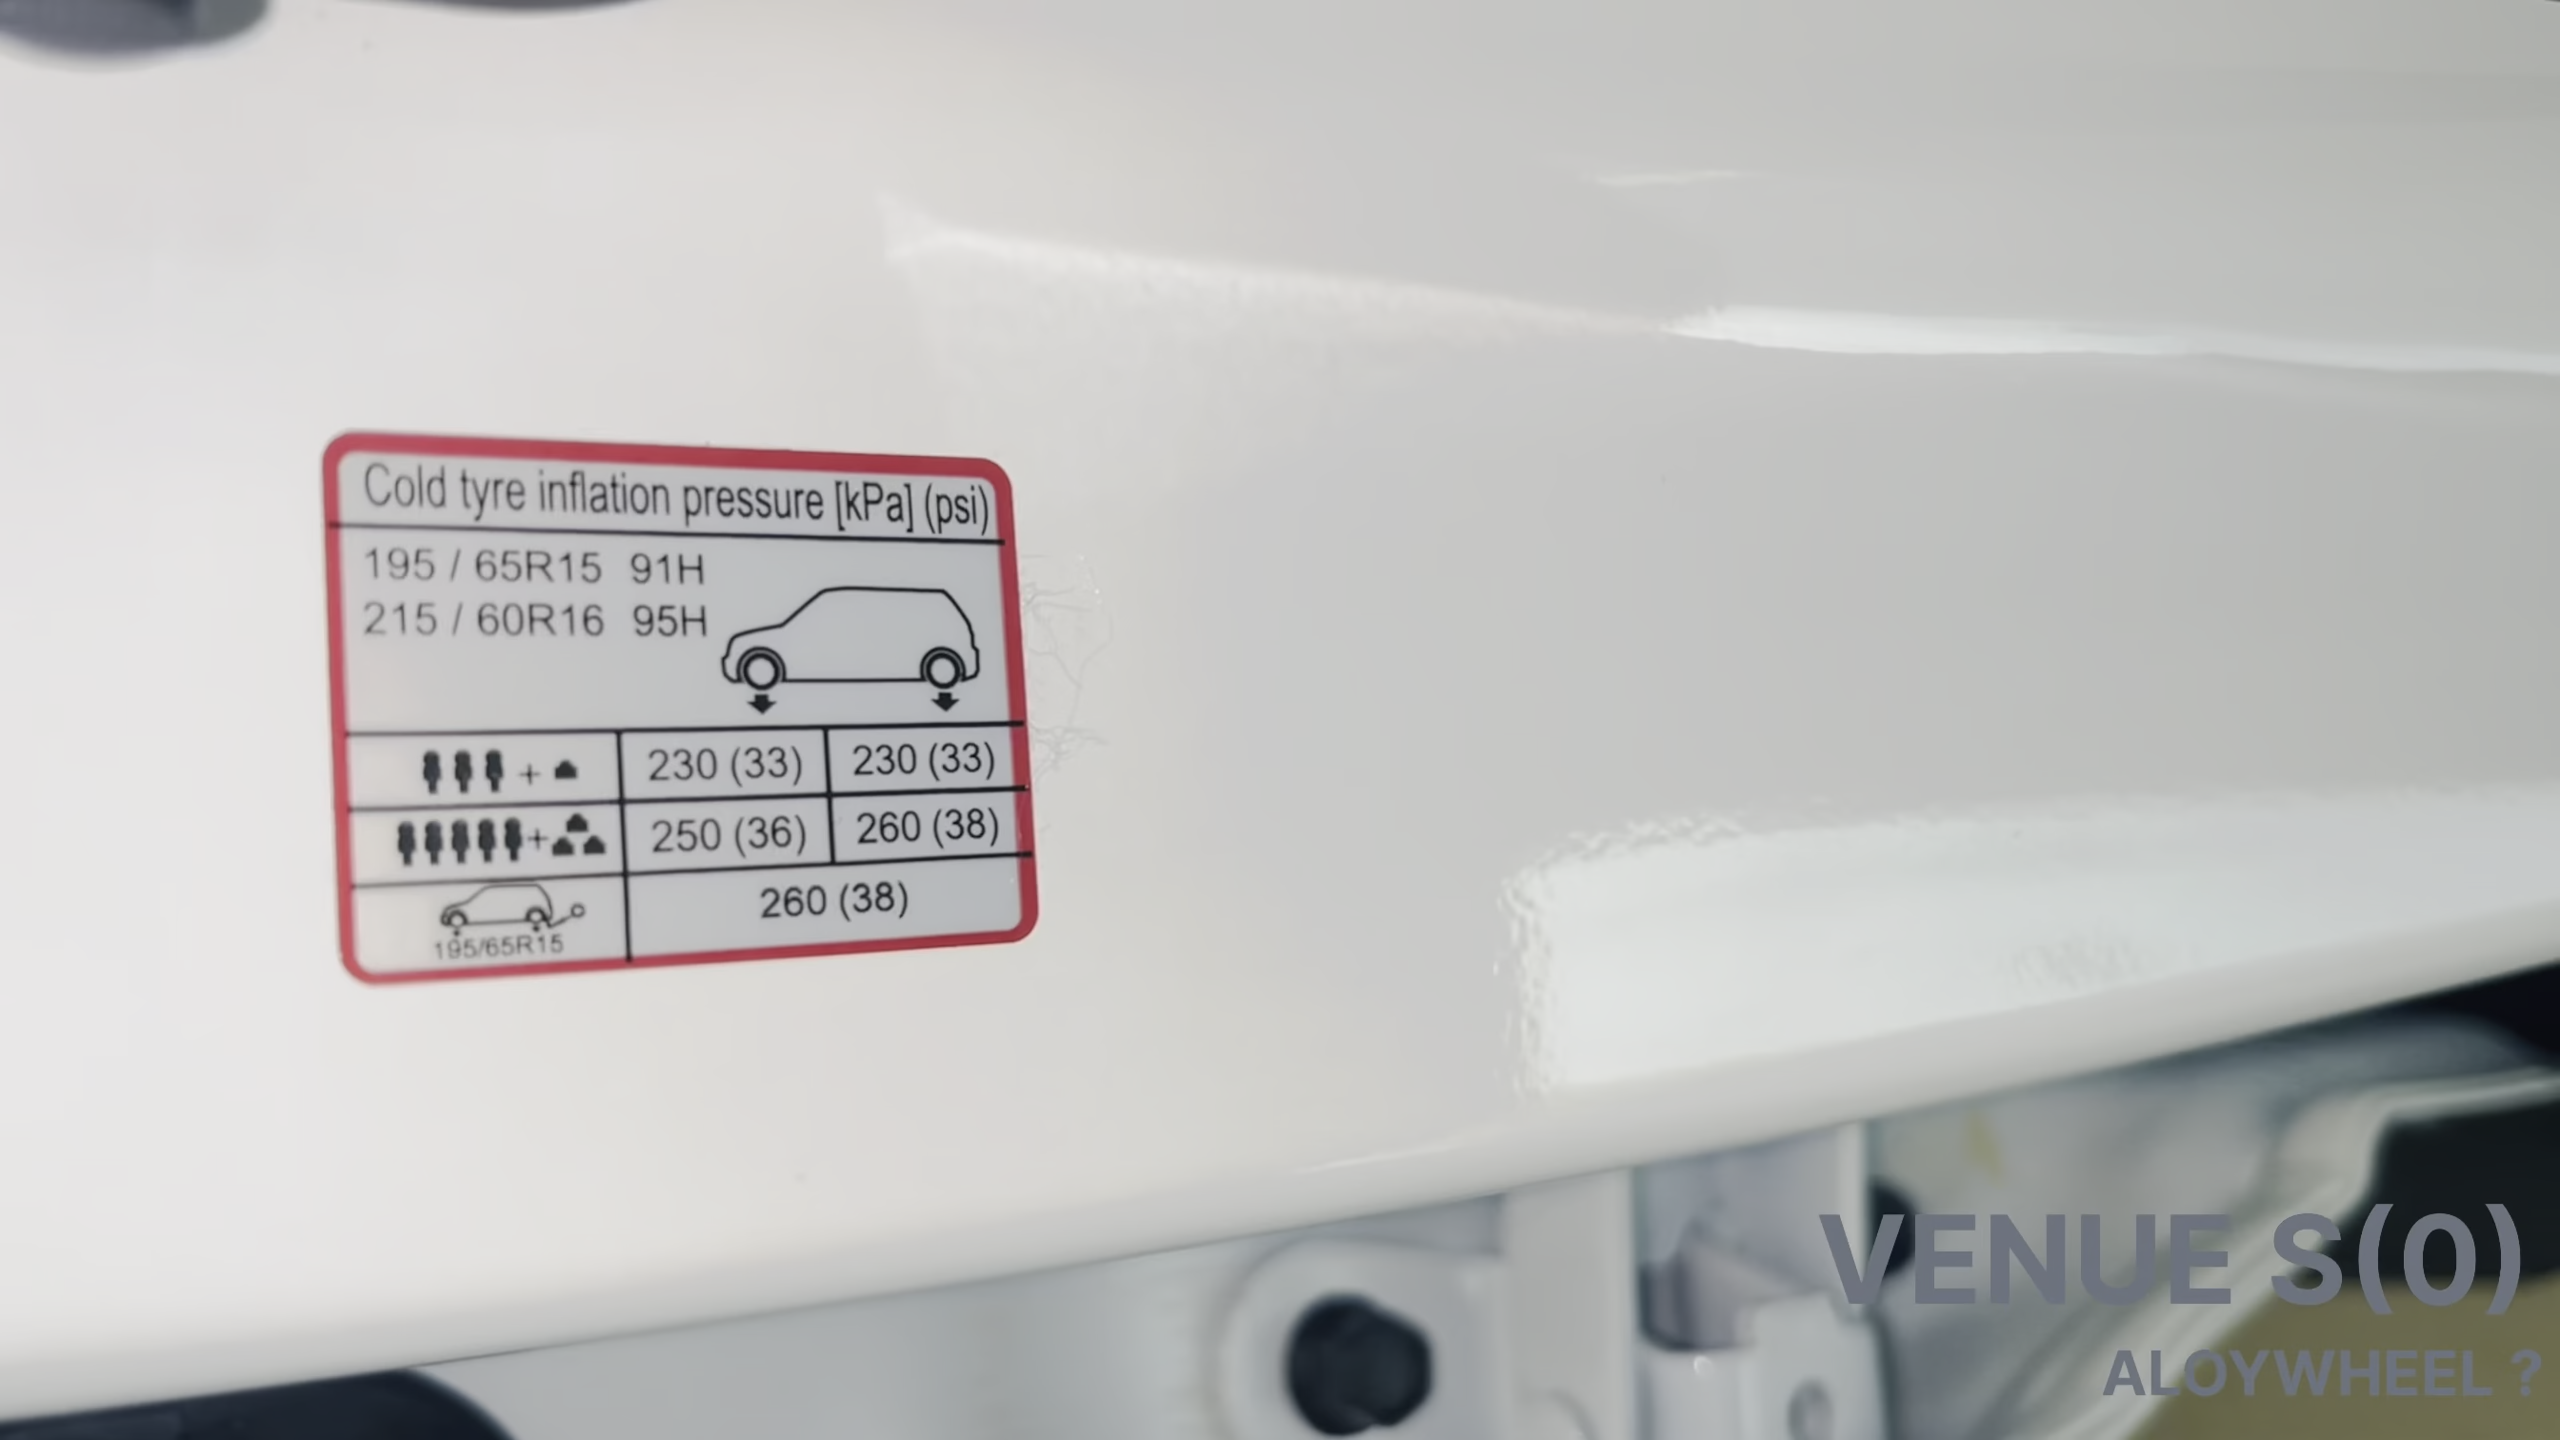 Cold tyre inflation pressure [kPa] (psi)
195 / 65R15 91H
215 / 60R16 95H
+ 230 (33) 230 (33)
+ 250 (36) 260 (38)
195/65R15 260 (38)
VENUE S(0)
ALOYWHEEL ?